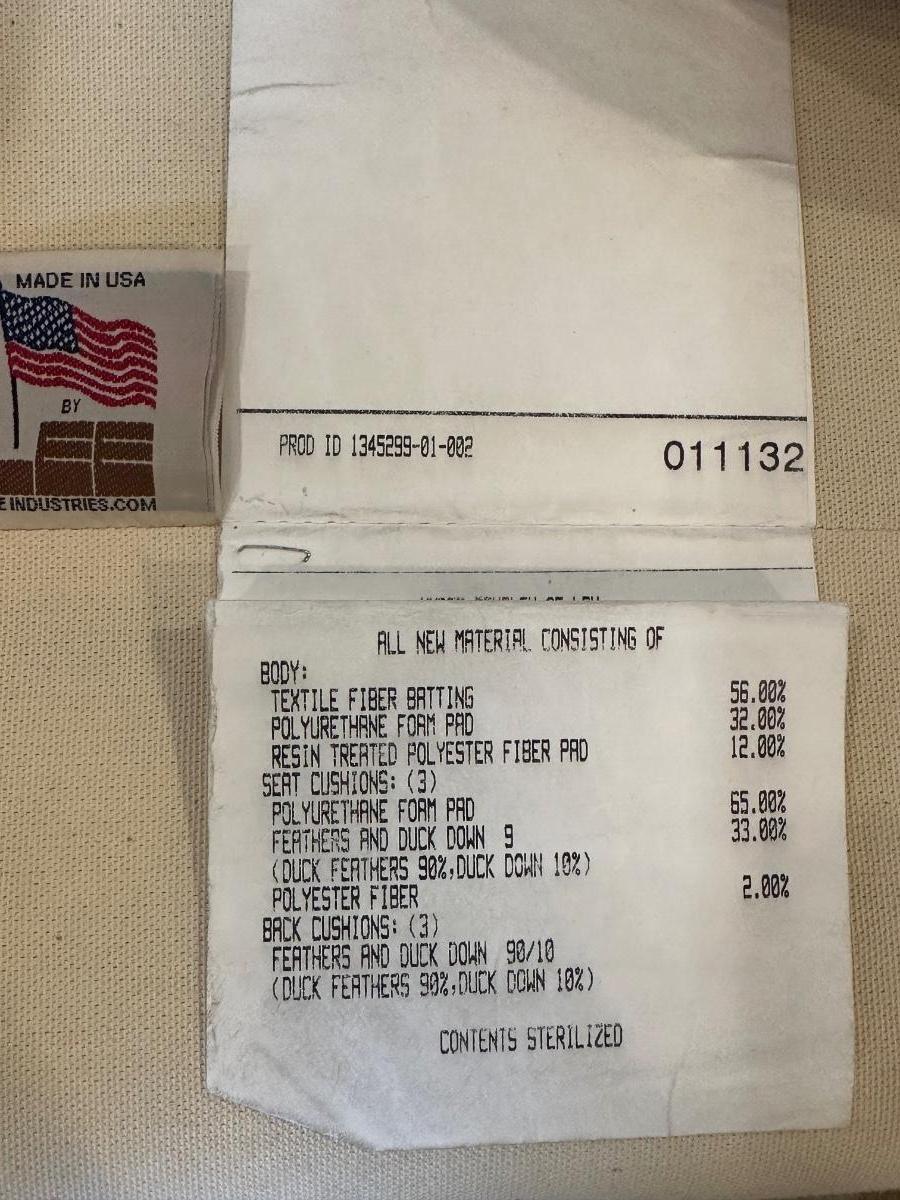 MADE IN USA
BY
INDUSTRIES.COM
PROD ID 1345299-01-002
011132
ALL NEW MATERIAL CONSISTING OF
BODY:
TEXTILE FIBER BATTING 56.00%
POLYURETHANE FOAM PAD 32.00%
RESIN TREATED POLYESTER FIBER PAD 12.00%
SEAT CUSHIONS: (3)
POLYURETHANE FOAM PAD 65.00%
FEATHERS AND DUCK DOWN 9 33.00%
(DUCK FEATHERS 90%,DUCK DOWN 10%)
POLYESTER FIBER 2.00%
BACK CUSHIONS: (3)
FEATHERS AND DUCK DOWN 90/10
(DUCK FEATHERS 90%,DUCK DOWN 10%)
CONTENTS STERILIZED